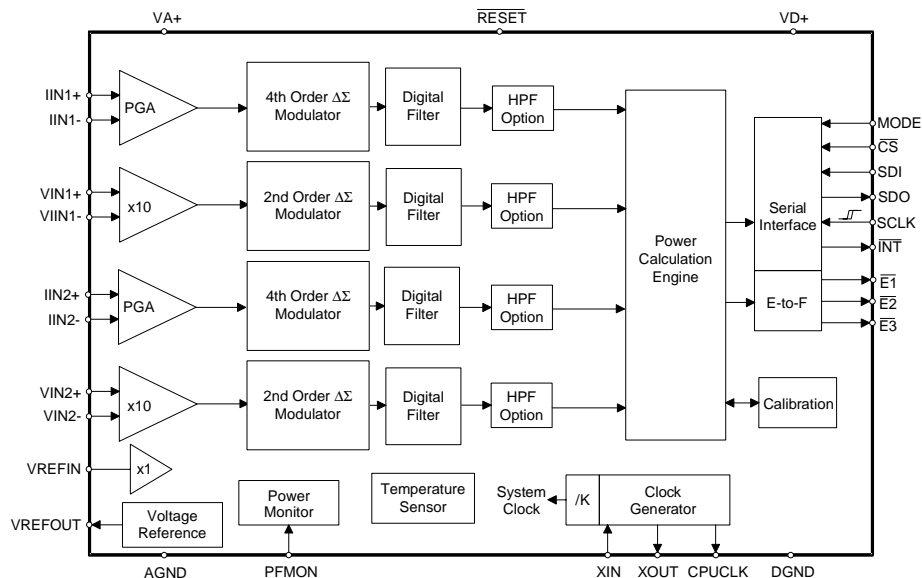 VA+
RESET
VD+
IIN1+
IIN1-
PGA
4th Order ΔΣ
Modulator
Digital
Filter
HPF
Option
VIN1+
VIIN1-
x10
2nd Order ΔΣ
Modulator
Digital
Filter
HPF
Option
IIN2+
IIN2-
PGA
4th Order ΔΣ
Modulator
Digital
Filter
HPF
Option
VIN2+
VIN2-
x10
2nd Order ΔΣ
Modulator
Digital
Filter
HPF
Option
Power
Calculation
Engine
Serial
Interface
E-to-F
Calibration
MODE
CS
SDI
SDO
SCLK
INT
E1
E2
E3
VREFIN
x1
VREFOUT
Voltage
Reference
Power
Monitor
Temperature
Sensor
System
Clock
/K
Clock
Generator
AGND
PFMON
XIN
XOUT
CPUCLK
DGND